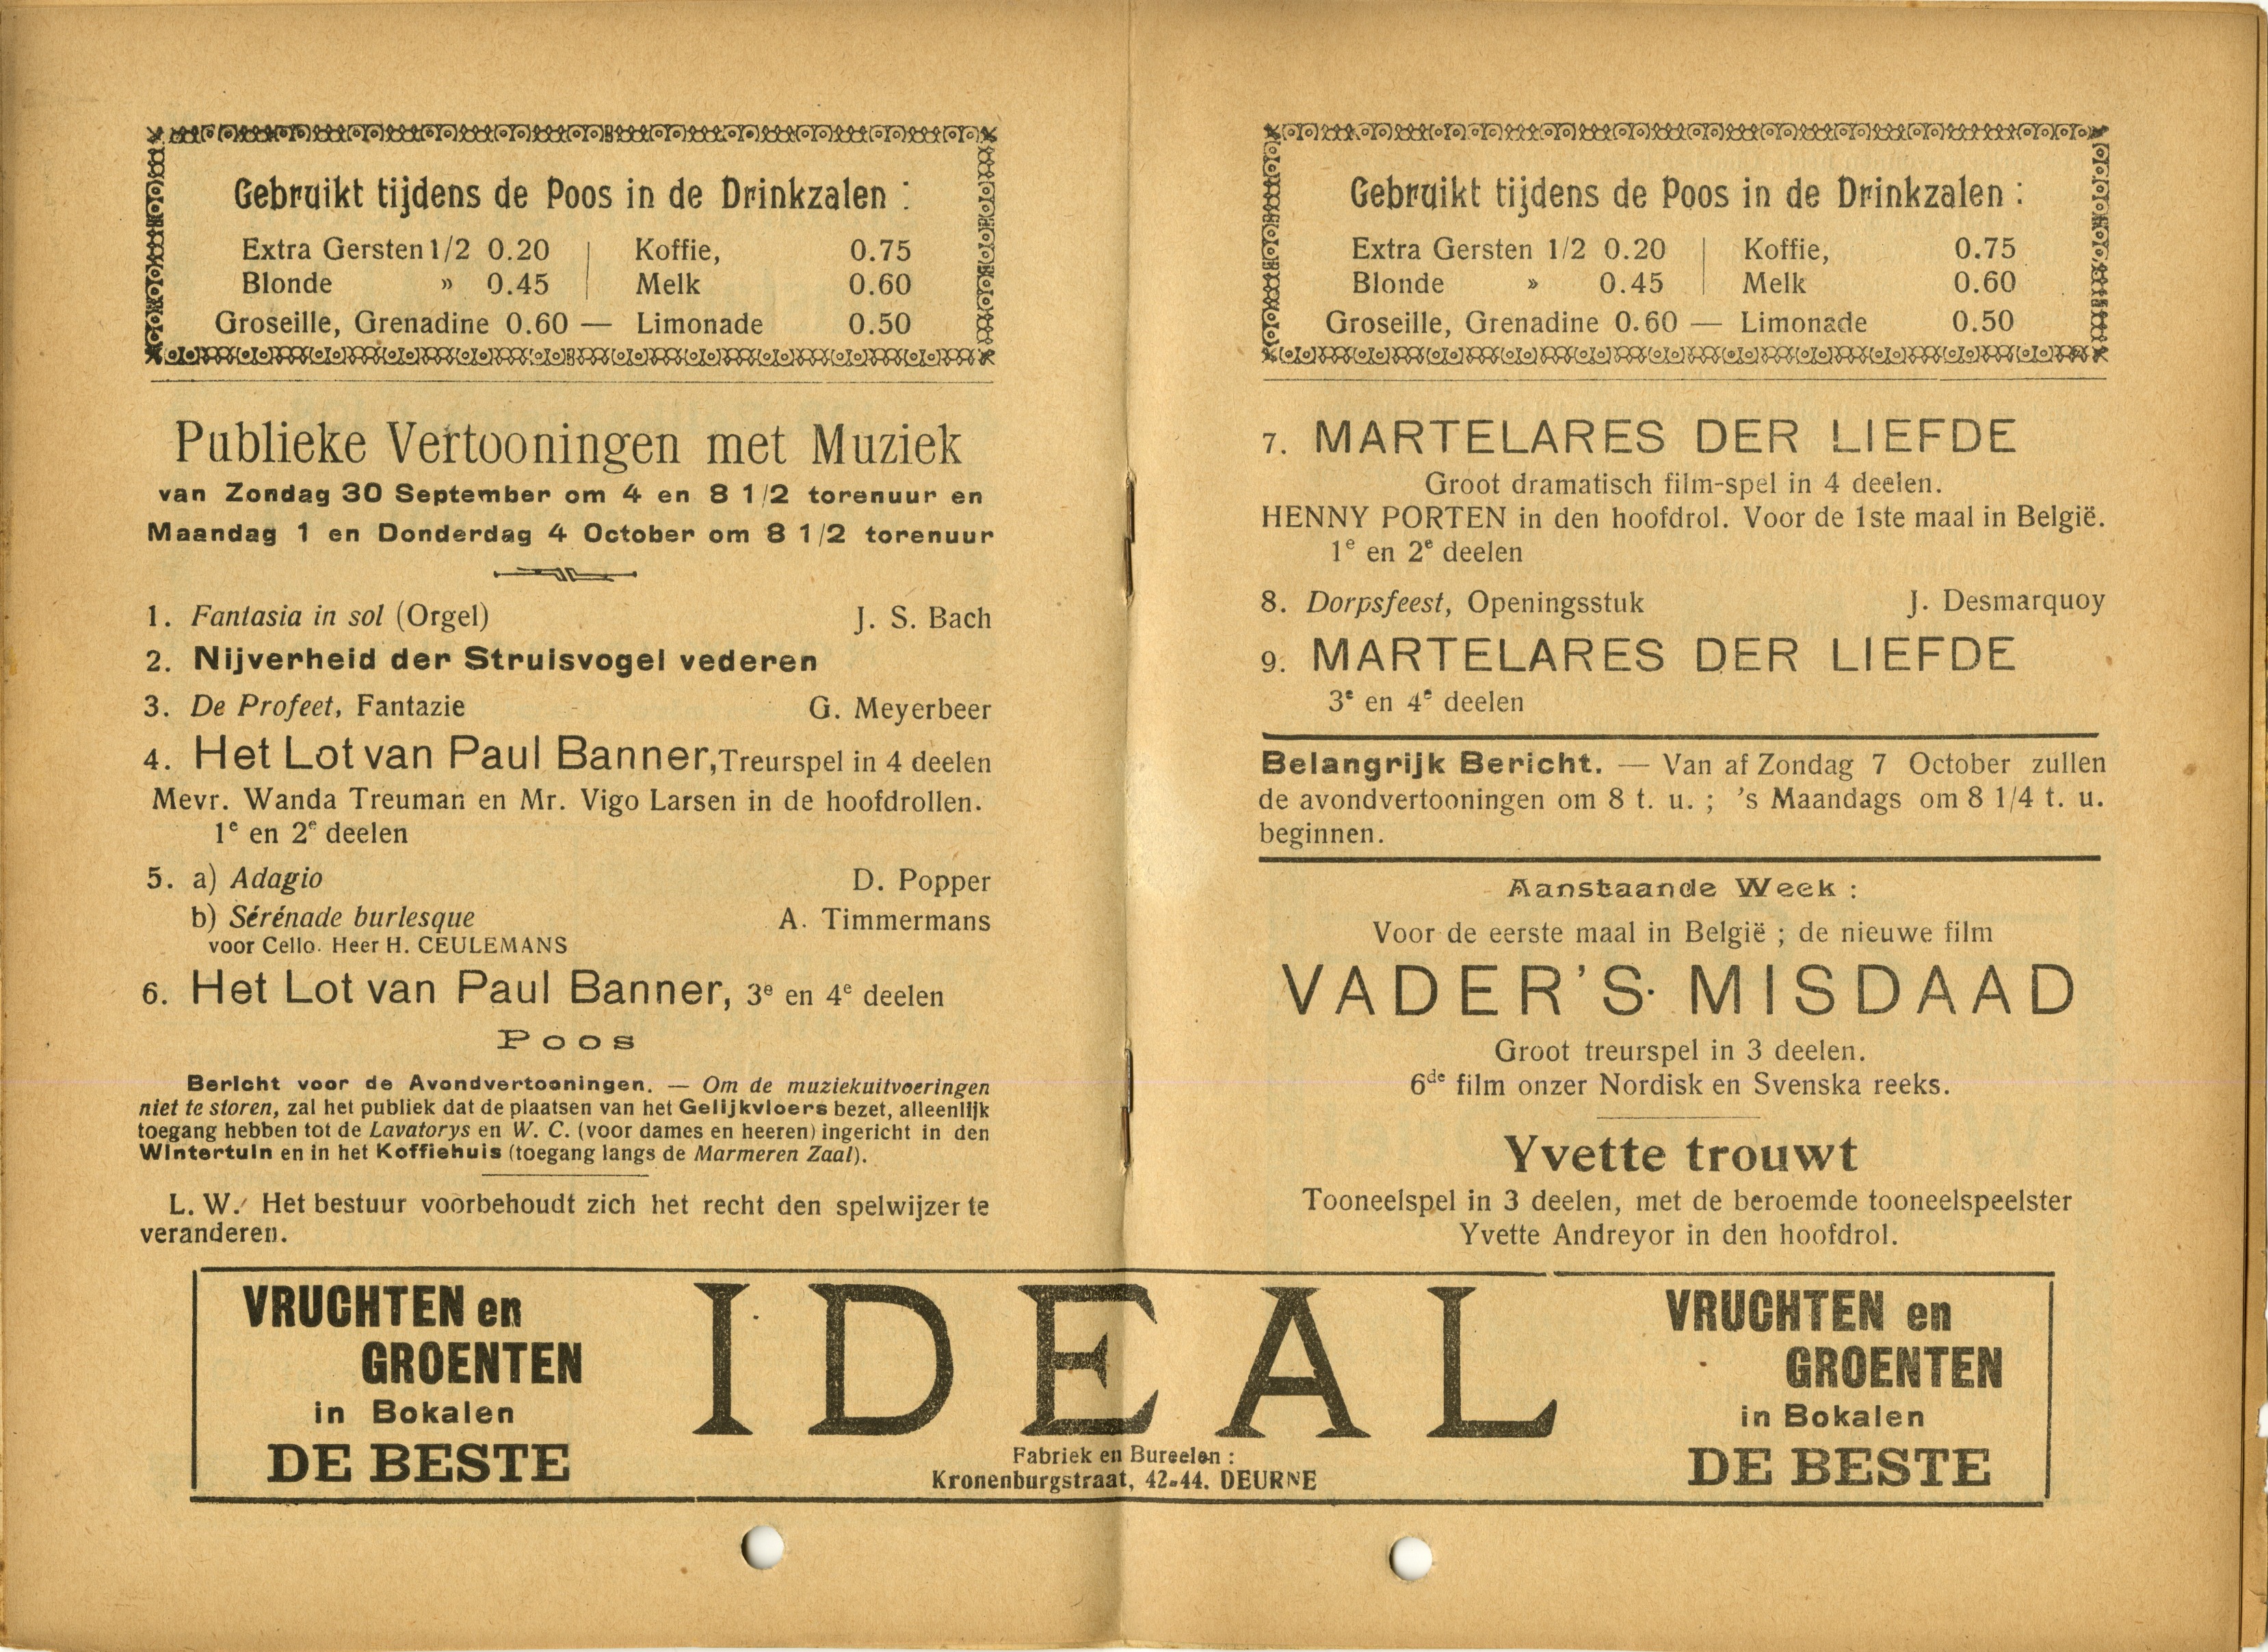 Gebruikt tijdens de Poos in de Drinkzalen :
Extra Gersten 1/2 0.20 | Koffie, 0.75
Blonde » 0.45 | Melk 0.60
Groseille, Grenadine 0.60 — Limonade 0.50
Publieke Vertooningen met Muziek
van Zondag 30 September om 4 en 8 1/2 torenuur en
Maandag 1 en Donderdag 4 October om 8 1/2 torenuur
1. Fantasia in sol (Orgel) J. S. Bach
2. Nijverheid der Struisvogel vederen
3. De Profeet, Fantazie G. Meyerbeer
4. Het Lot van Paul Banner, Treurspel in 4 deelen
Mevr. Wanda Treuman en Mr. Vigo Larsen in de hoofdrollen.
1e en 2e deelen
5. a) Adagio D. Popper
b) Sérénade burlesque A. Timmermans
voor Cello. Heer H. CEULEMANS
6. Het Lot van Paul Banner, 3e en 4e deelen
Poos
Bericht voor de Avondvertooningen. — Om de muziekuitvoeringen
niet te storen, zal het publiek dat de plaatsen van het Gelijkvloers bezet, alleenlijk
toegang hebben tot de Lavatorys en W. C. (voor dames en heeren) ingericht in den
Wintertuin en in het Koffiehuis (toegang langs de Marmeren Zaal).
L. W. Het bestuur voorbehoudt zich het recht den spelwijzer te
veranderen.
Gebruikt tijdens de Poos in de Drinkzalen :
Extra Gersten 1/2 0.20 | Koffie, 0.75
Blonde » 0.45 | Melk 0.60
Groseille, Grenadine 0.60 — Limonade 0.50
7. MARTELARES DER LIEFDE
Groot dramatisch film-spel in 4 deelen.
HENNY PORTEN in den hoofdrol. Voor de 1ste maal in België.
1e en 2e deelen
8. Dorpsfeest, Openingsstuk J. Desmarquoy
9. MARTELARES DER LIEFDE
3e en 4e deelen
Belangrijk Bericht. — Van af Zondag 7 October zullen
de avondvertooningen om 8 t. u. ; 's Maandags om 8 1/4 t. u.
beginnen.
Aanstaande Week :
Voor de eerste maal in België ; de nieuwe film
VADER'S MISDAAD
Groot treurspel in 3 deelen.
6de film onzer Nordisk en Svenska reeks.
Yvette trouwt
Tooneelspel in 3 deelen, met de beroemde tooneelspeelster
Yvette Andreyor in den hoofdrol.
VRUCHTEN en
GROENTEN
in Bokalen
DE BESTE
IDEAL
Fabriek en Bureelen :
Kronenburgstraat, 42-44. DEURNE
VRUCHTEN en
GROENTEN
in Bokalen
DE BESTE